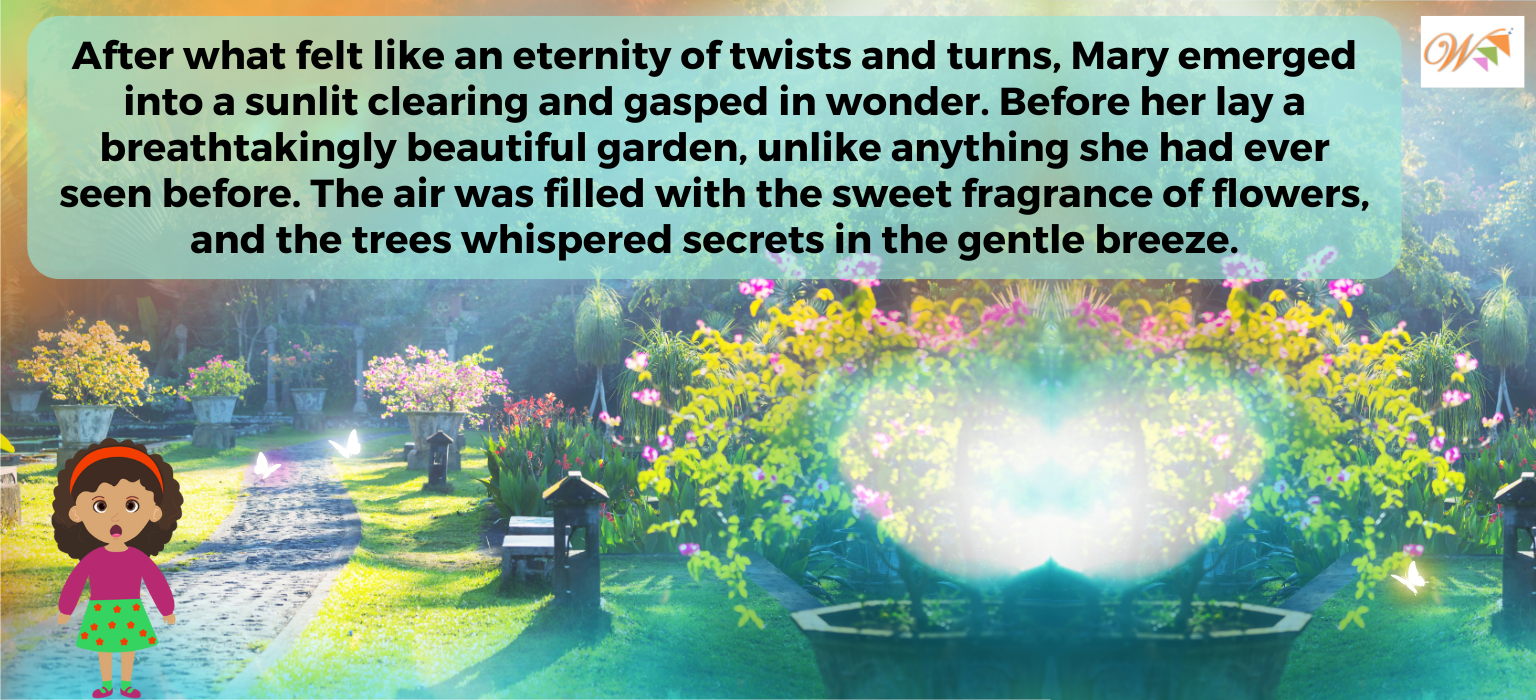 After what felt like an eternity of twists and turns, Mary emerged
into a sunlit clearing and gasped in wonder. Before her lay a
breathtakingly beautiful garden, unlike anything she had ever
seen before. The air was filled with the sweet fragrance of flowers,
and the trees whispered secrets in the gentle breeze.
W